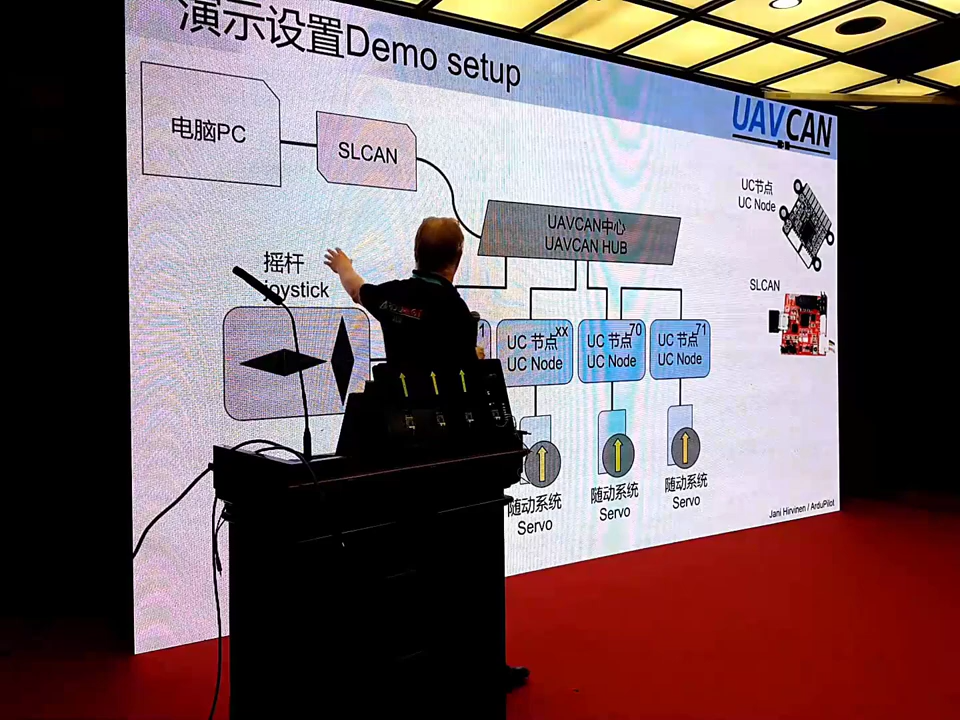 演示设置Demo setup
UAVCAN
电脑PC
SLCAN
UC节点
UC Node
UAVCAN中心
UAVCAN HUB
摇杆
joystick
SLCAN
1
UC 节点xx
UC Node
UC 节点70
UC Node
UC 节点71
UC Node
随动系统
Servo
随动系统
Servo
随动系统
Servo
Jani Hirvinen / ArduPilot